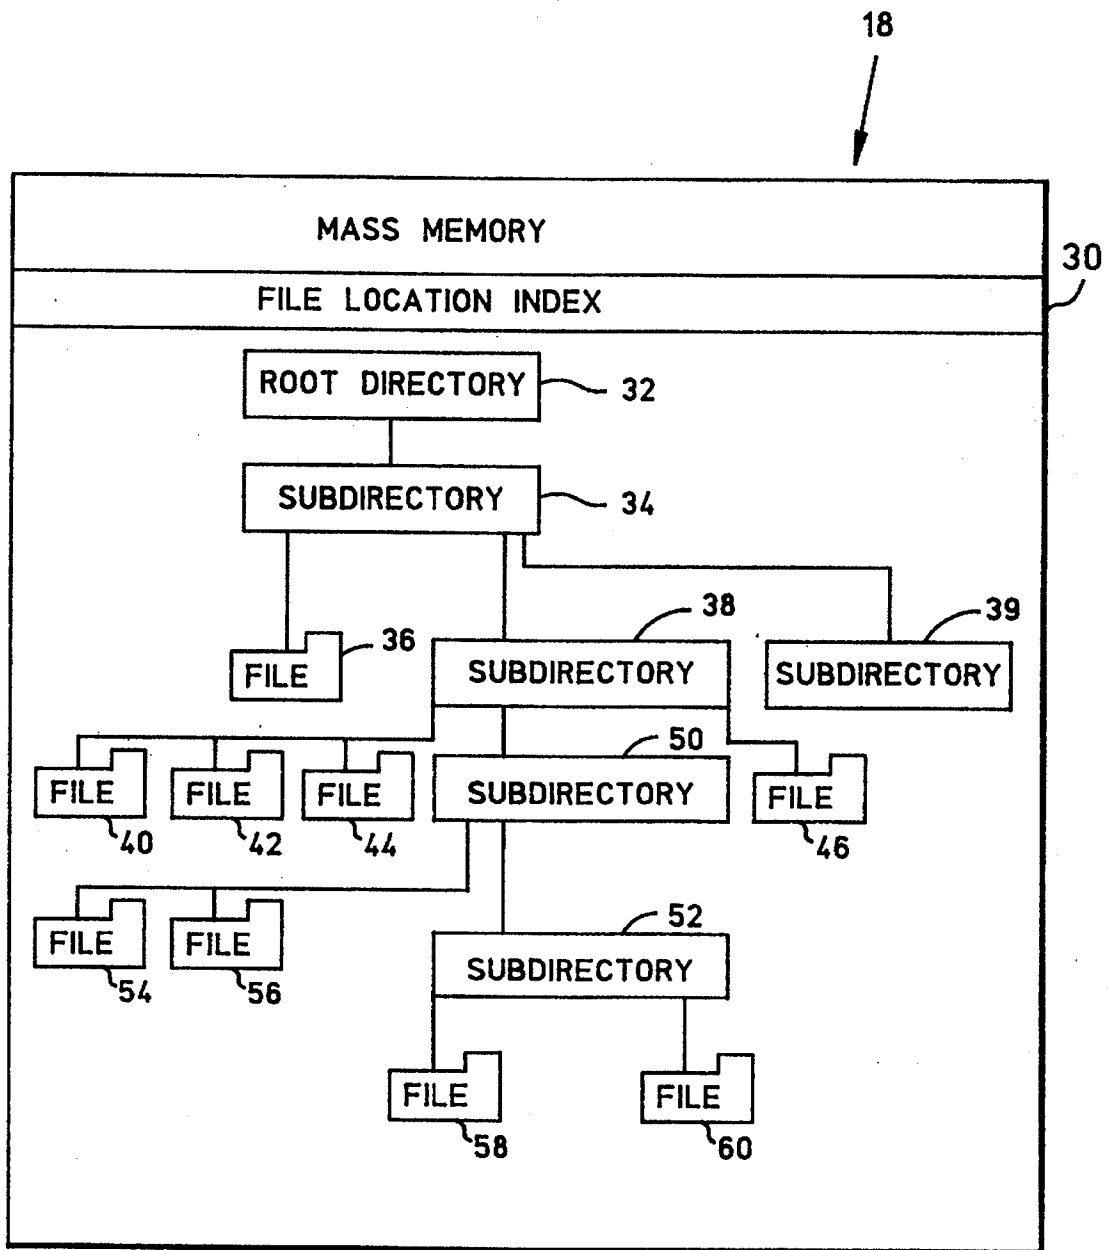 18
MASS MEMORY
30
FILE LOCATION INDEX
ROOT DIRECTORY
32
SUBDIRECTORY
34
38
39
36
FILE
SUBDIRECTORY
SUBDIRECTORY
50
FILE
FILE
FILE
SUBDIRECTORY
FILE
40
42
44
46
52
FILE
FILE
SUBDIRECTORY
54
56
FILE
FILE
58
60